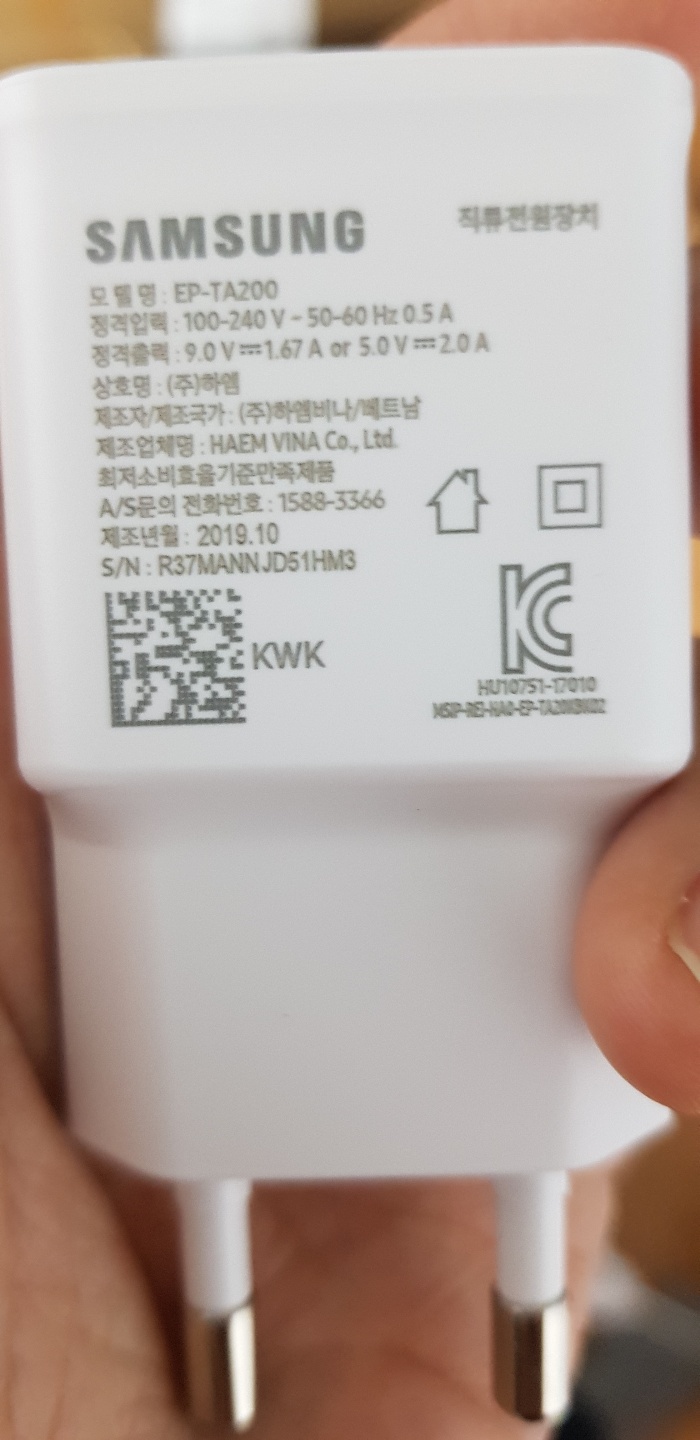 SAMSUNG
직류전원장치
모 델 명 : EP-TA200
정격입력 : 100-240 V ~ 50-60 Hz 0.5 A
정격출력 : 9.0 V⎓1.67 A or 5.0 V⎓2.0 A
상호명 : (주)하엠
제조자/제조국가 : (주)하엠비나/베트남
제조업체명 : HAEM VINA Co., Ltd.
최저소비효율기준만족제품
A/S문의 전화번호 : 1588-3366
제조년월 : 2019.10
S/N : R37MANNJD51HM3
KWK
HU10751-17010